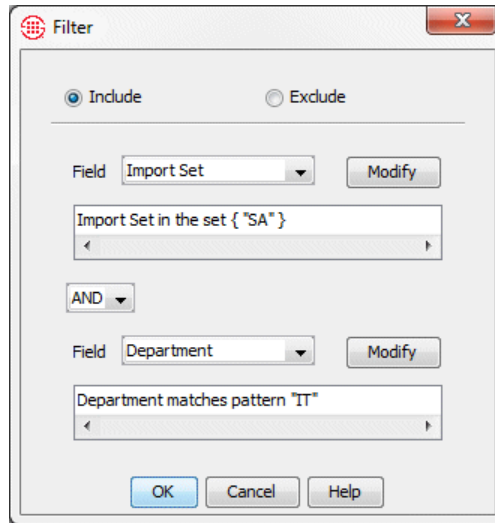 Filter
Include Exclude
Field Import Set Modify
Import Set in the set { "SA" }
AND
Field Department Modify
Department matches pattern "IT"
OK Cancel Help